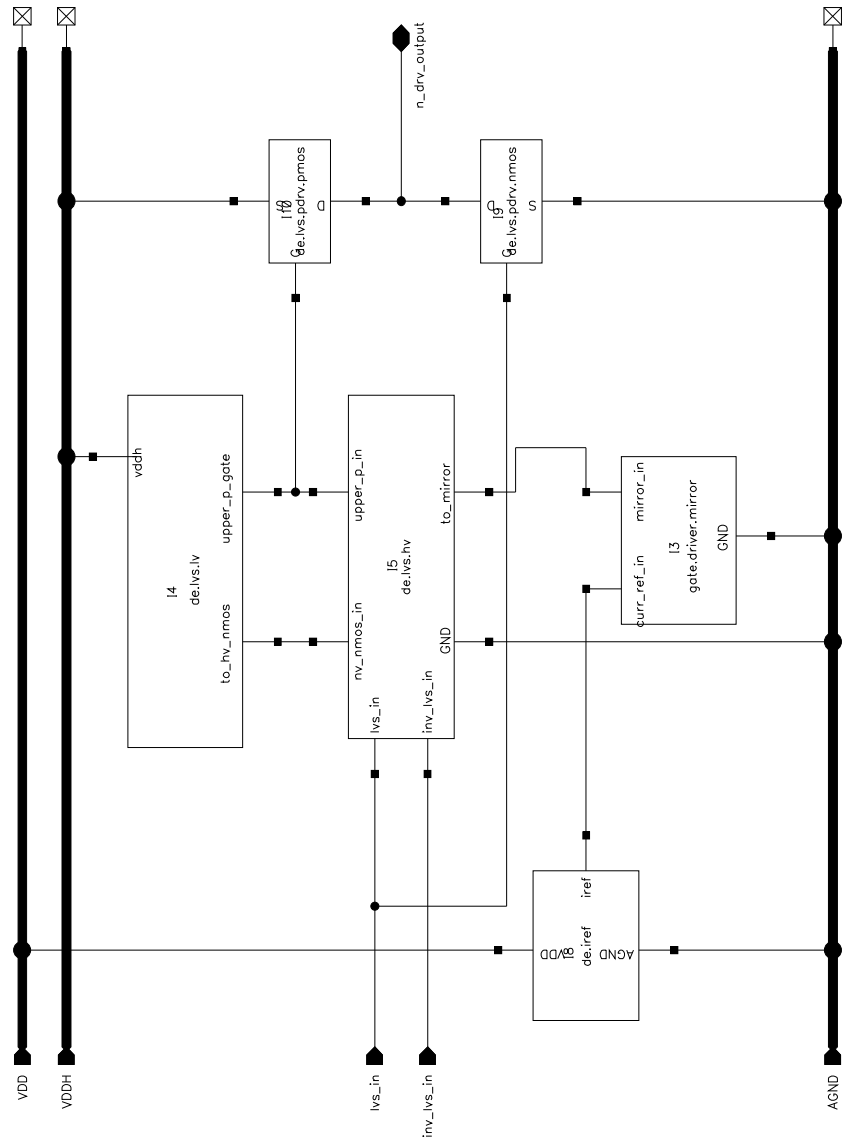 n_drv_output
I10
de.lvs.pdrv.pmos
S
D
G
I9
de.lvs.pdrv.nmos
D
S
G
vddh
upper_p_gate
I4
de.lvs.lv
to_hv_nmos
upper_p_in
to_mirror
I5
de.lvs.hv
nv_nmos_in
GND
lvs_in
inv_lvs_in
mirror_in
I3
gate.driver.mirror
GND
curr_ref_in
iref
VDD
I8
de.iref
AGND
VDD
VDDH
lvs_in
inv_lvs_in
AGND